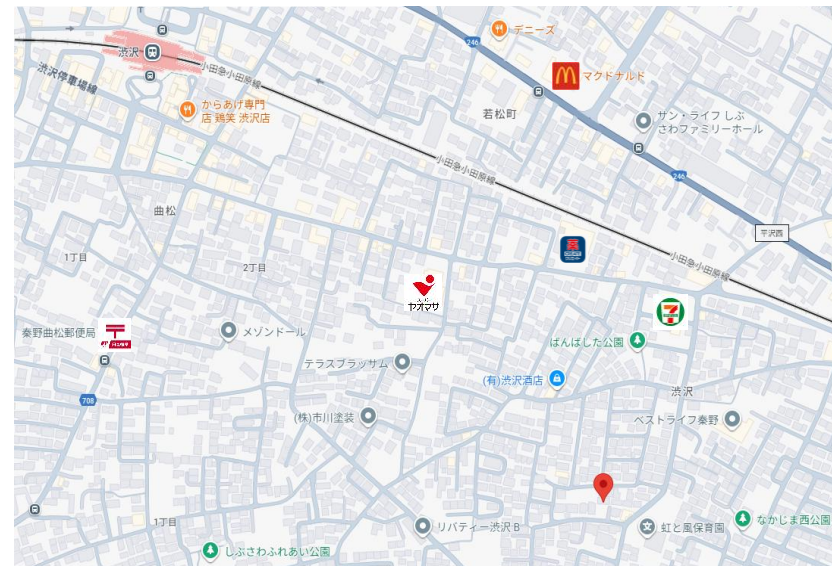 デニーズ
246
渋沢
小田急小田原線
マクドナルド
渋沢停車場線
からあげ専門
店 鶏笑 渋沢店
若松町
サン・ライフ しぶ
さわファミリーホール
小田急小田原線
246
曲松
平沢西
1丁目
2丁目
小田急小田原線
ヤオマサ
秦野曲松郵便局
メゾンドール
ばんばした公園
テラスブラッサム
(有)渋沢酒店
渋沢
708
(株)市川塗装
ベストライフ秦野
1丁目
リバティー渋沢 B
虹と風保育園
なかじま西公園
しぶさわふれあい公園